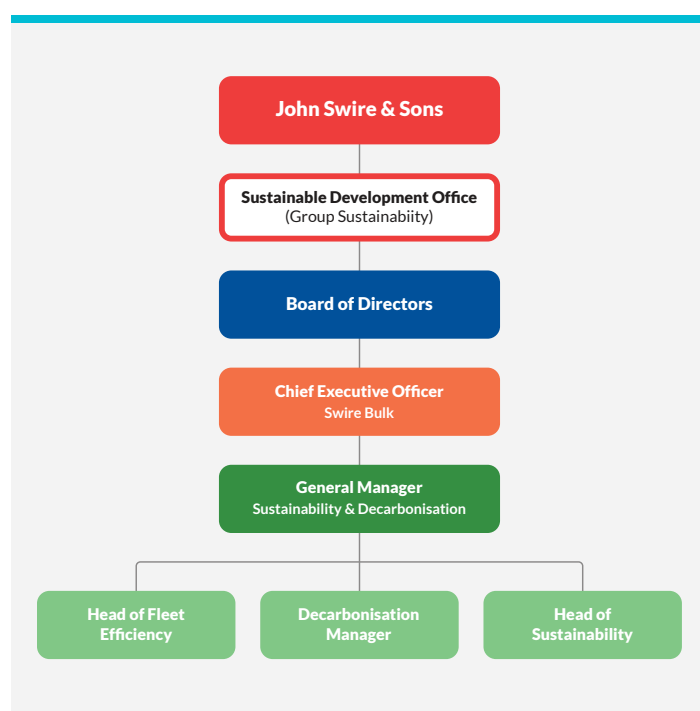 John Swire & Sons
Sustainable Development Office
(Group Sustainabiity)
Board of Directors
Chief Executive Officer
Swire Bulk
General Manager
Sustainability & Decarbonisation
Head of Fleet
Efficiency
Decarbonisation
Manager
Head of
Sustainability